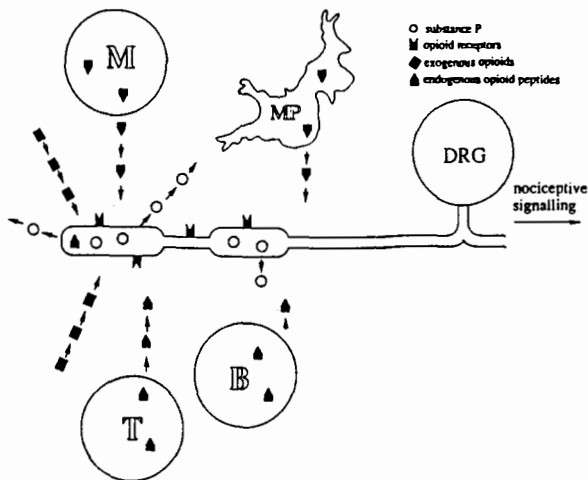 substance P
opioid receptors
exogenous opioids
endogenous opioid peptides
M
MP
DRG
nociceptive
signalling
B
T